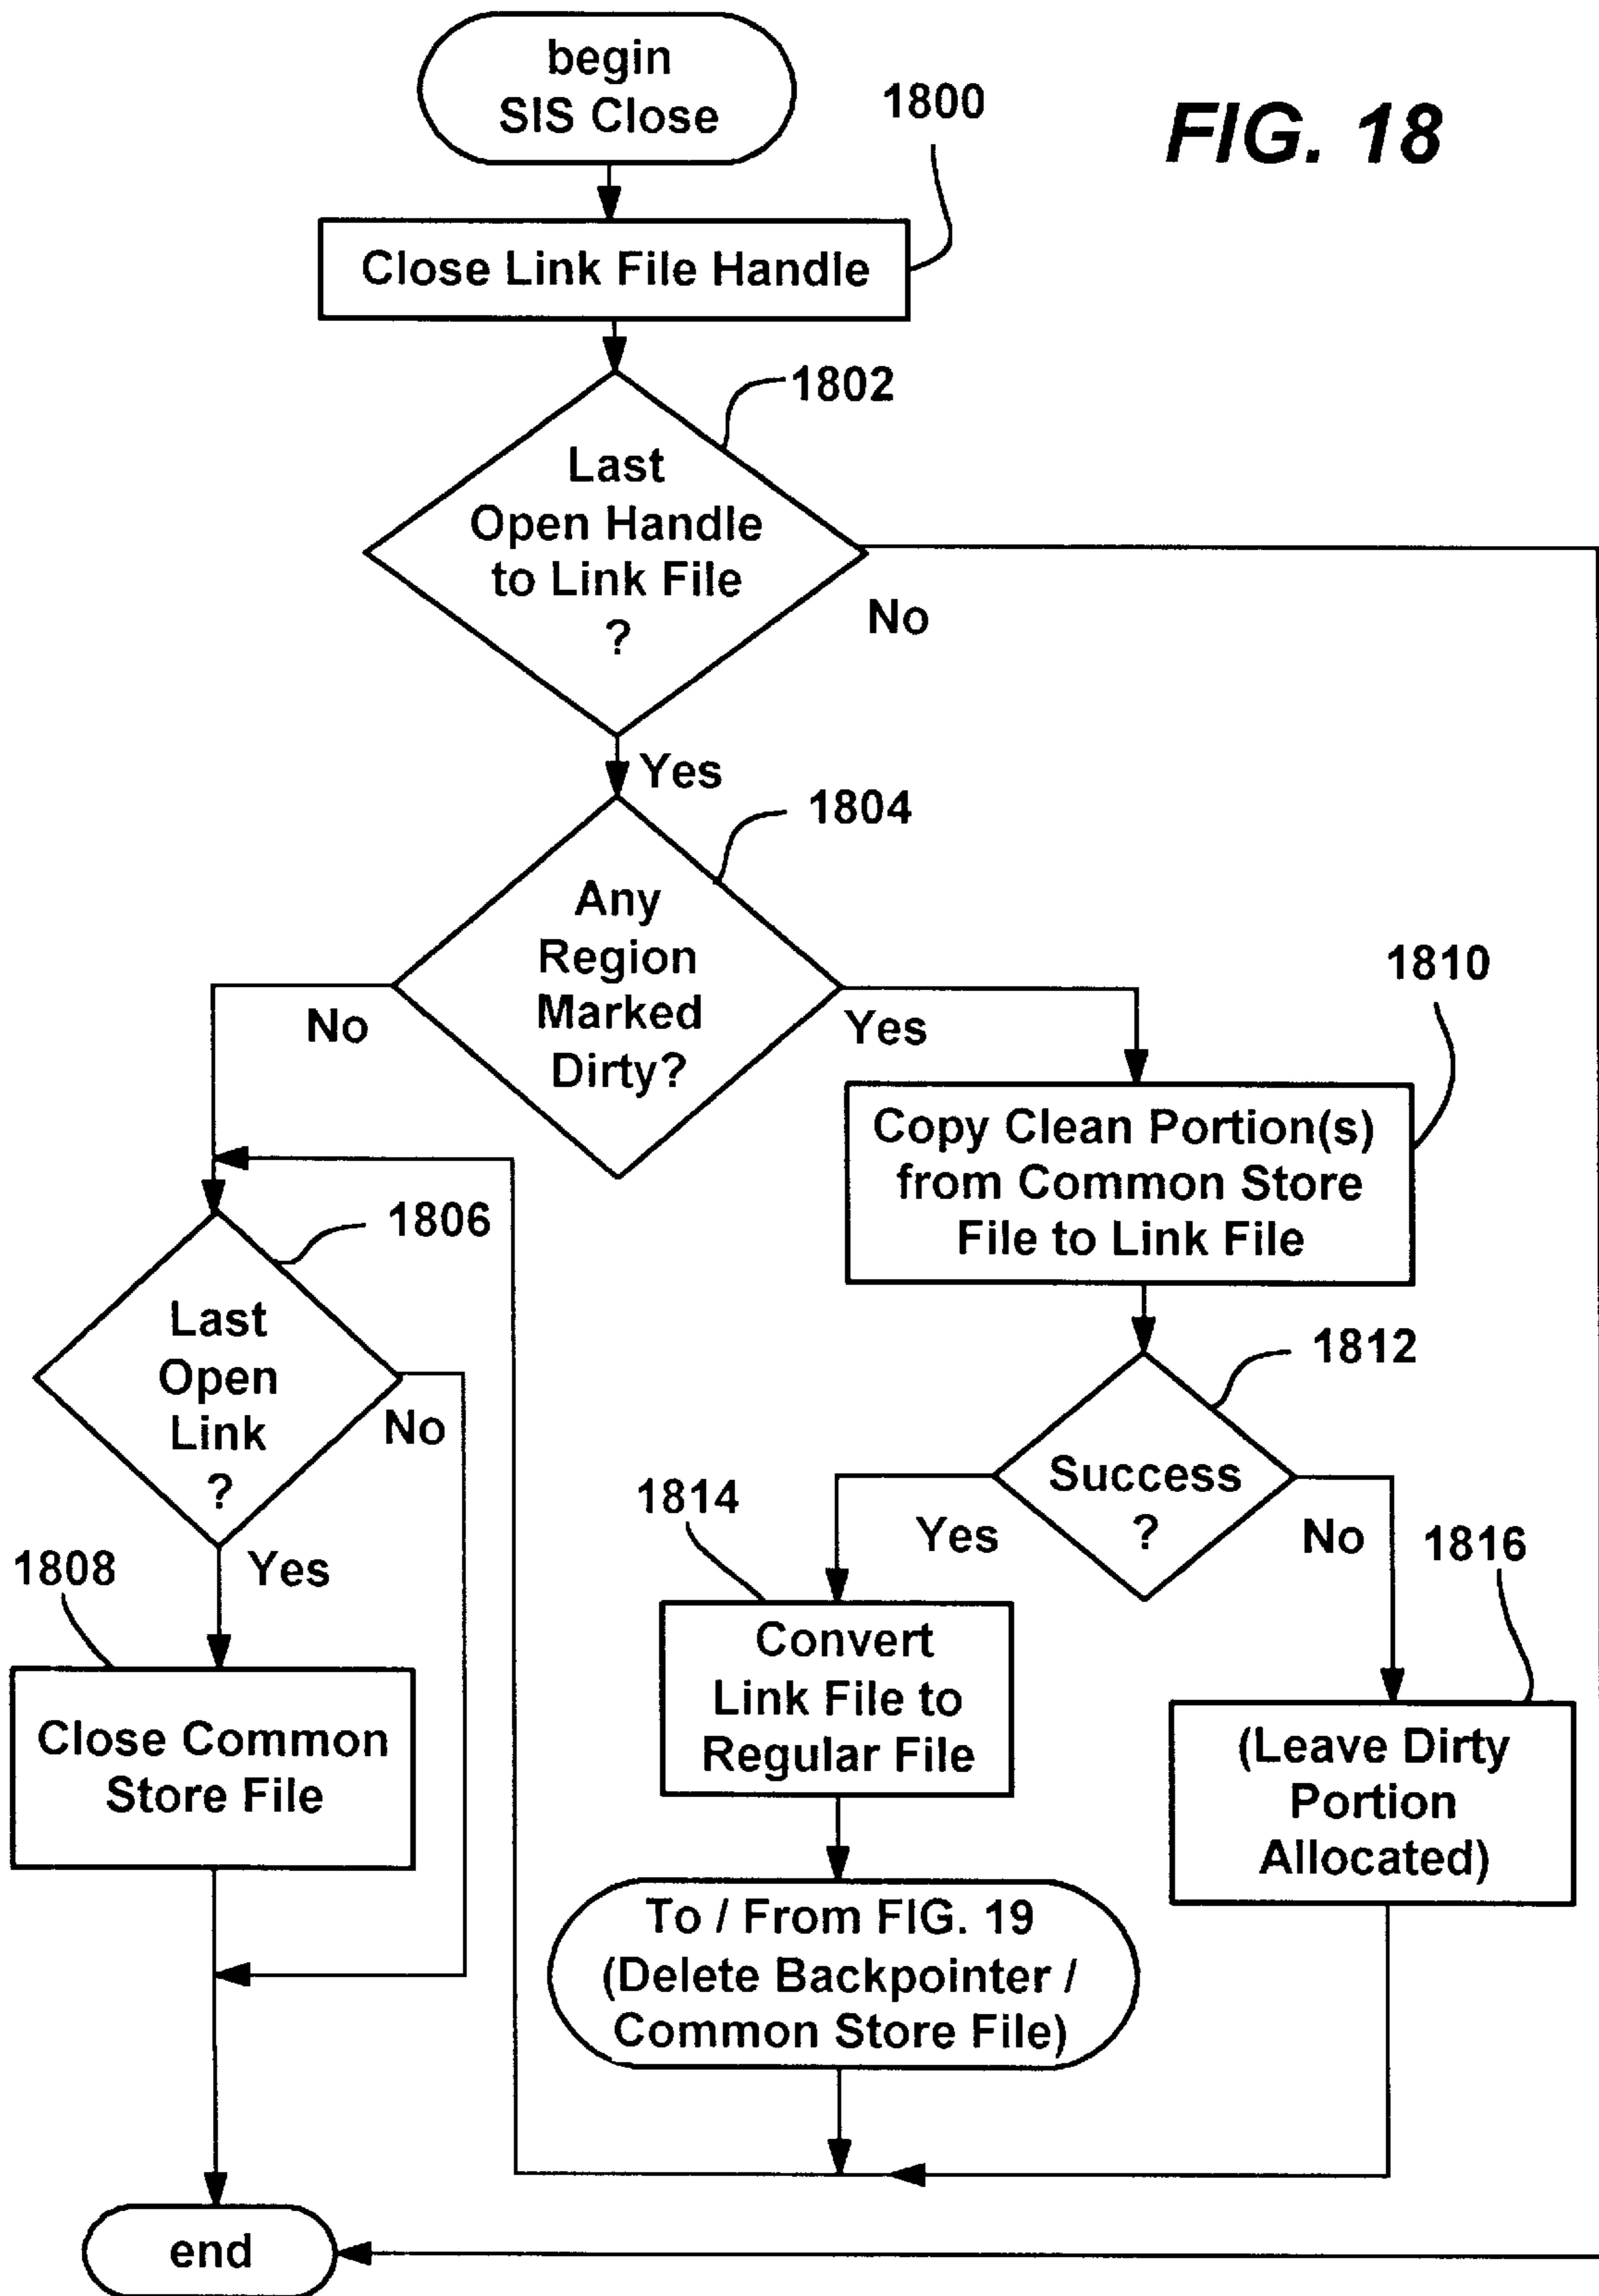 begin
SIS Close
1800
FIG. 18
Close Link File Handle
1802
Last
Open Handle
to Link File
?
No
Yes
1804
Any
Region
Marked
Dirty?
No
Yes
1810
Copy Clean Portion(s)
from Common Store
File to Link File
1806
Last
Open
Link
?
No
Yes
1812
Success
?
Yes
No
1808
Close Common
Store File
1814
Convert
Link File to
Regular File
1816
(Leave Dirty
Portion
Allocated)
To / From FIG. 19
(Delete Backpointer /
Common Store File)
end